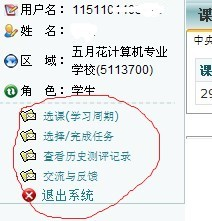 用户名： 1151101
课
姓 名：
中央
区 域： 五月花计算机专业
学校(5113700)
课
角 色： 学生
29
选课(学习周期)
选择/完成任务
查看历史测评记录
交流与反馈
退出系统